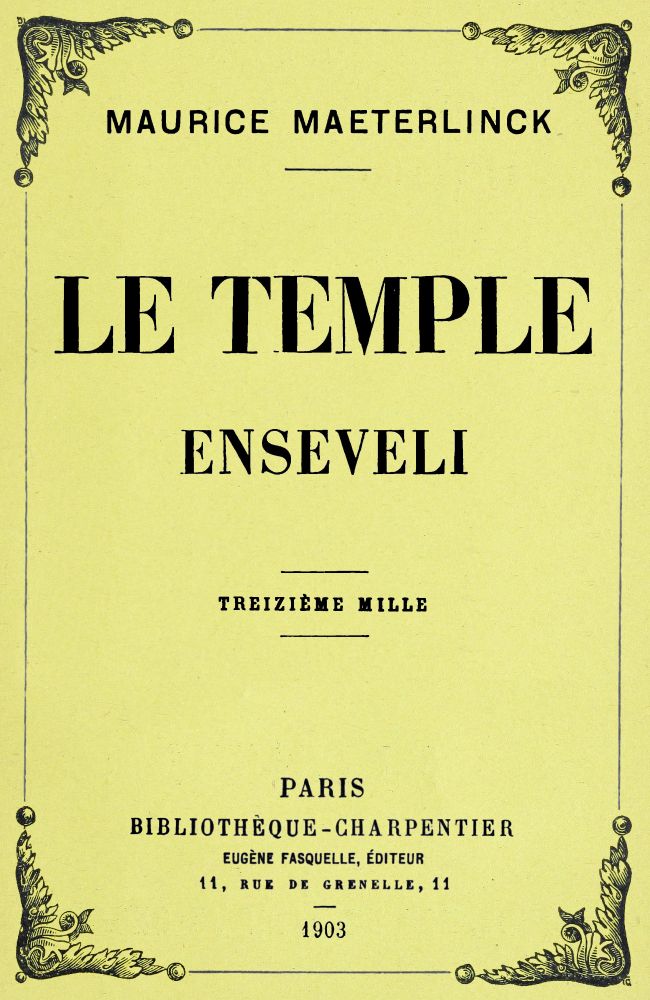 MAURICE MAETERLINCK
LE TEMPLE
ENSEVELI
TREIZIÈME MILLE
PARIS
BIBLIOTHÈQUE-CHARPENTIER
EUGÈNE FASQUELLE, ÉDITEUR
11, RUE DE GRENELLE, 11
1903